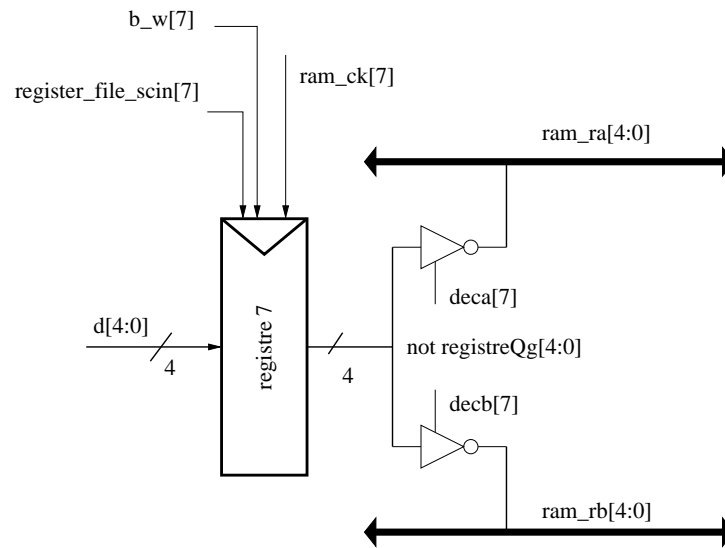 b_w[7]
ram_ck[7]
register_file_scin[7]
ram_ra[4:0]
deca[7]
d[4:0]
4
registre 7
4
not registreQg[4:0]
decb[7]
ram_rb[4:0]